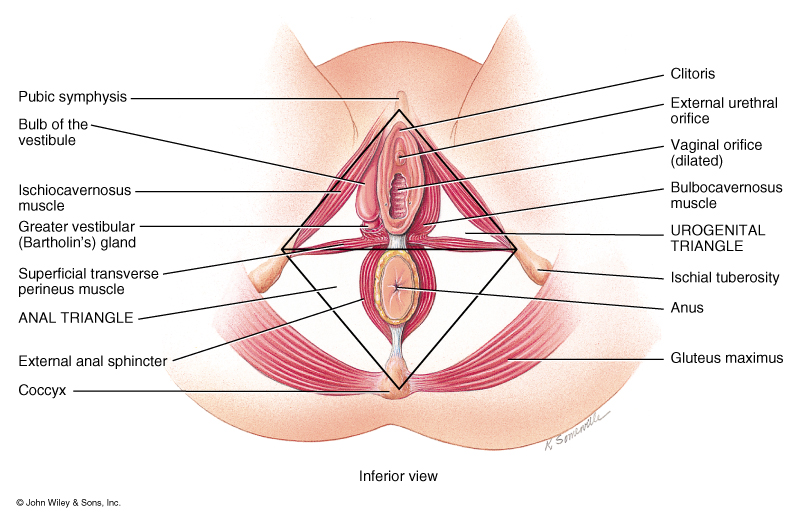 Pubic symphysis
Bulb of the
vestibule
Ischiocavernosus
muscle
Greater vestibular
(Bartholin's) gland
Superficial transverse
perineus muscle
ANAL TRIANGLE
External anal sphincter
Coccyx
Clitoris
External urethral
orifice
Vaginal orifice
(dilated)
Bulbocavernosus
muscle
UROGENITAL
TRIANGLE
Ischial tuberosity
Anus
Gluteus maximus
K Somerville
Inferior view
© John Wiley & Sons, Inc.